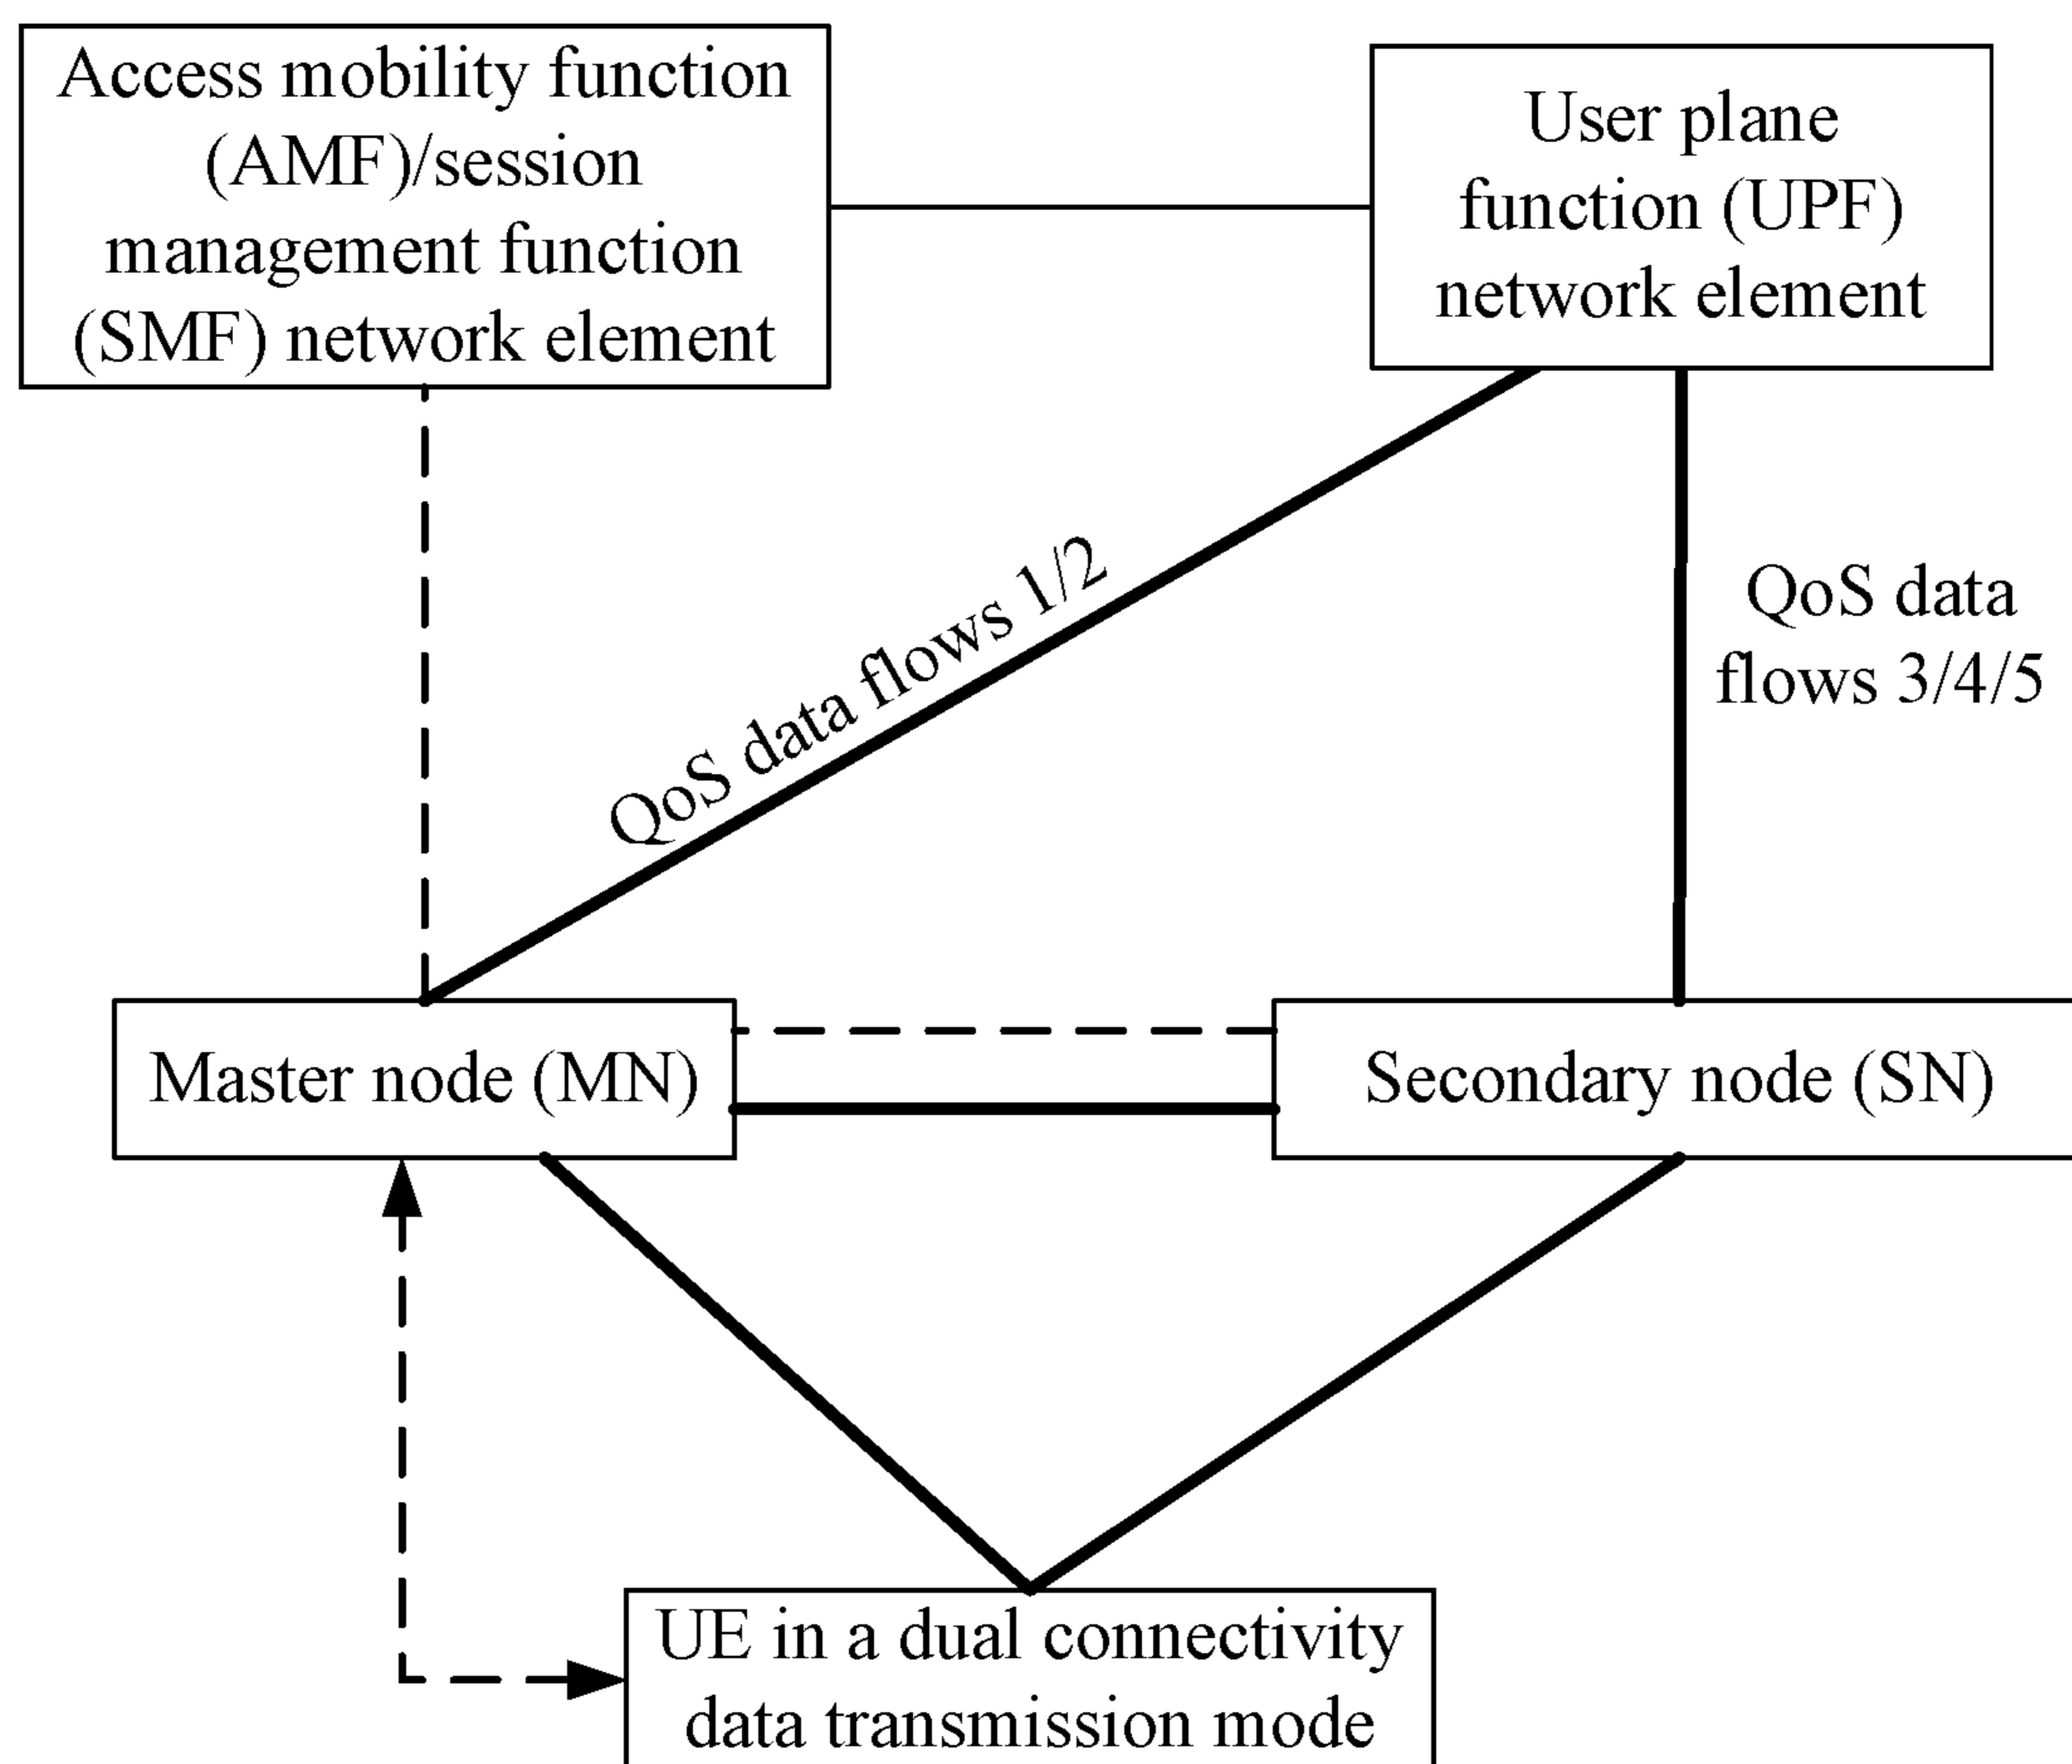 Access mobility function
(AMF)/session
management function
(SMF) network element
User plane
function (UPF)
network element
QoS data flows 1/2
QoS data
flows 3/4/5
Master node (MN)
Secondary node (SN)
UE in a dual connectivity
data transmission mode